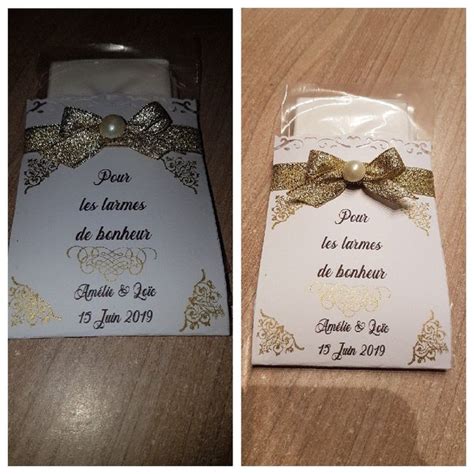 Pour
les larmes
de bonheur
Amélie & Loïc
15 Juin 2019
Pour
les larmes
de bonheur
Amélie & Loïc
15 Juin 2019